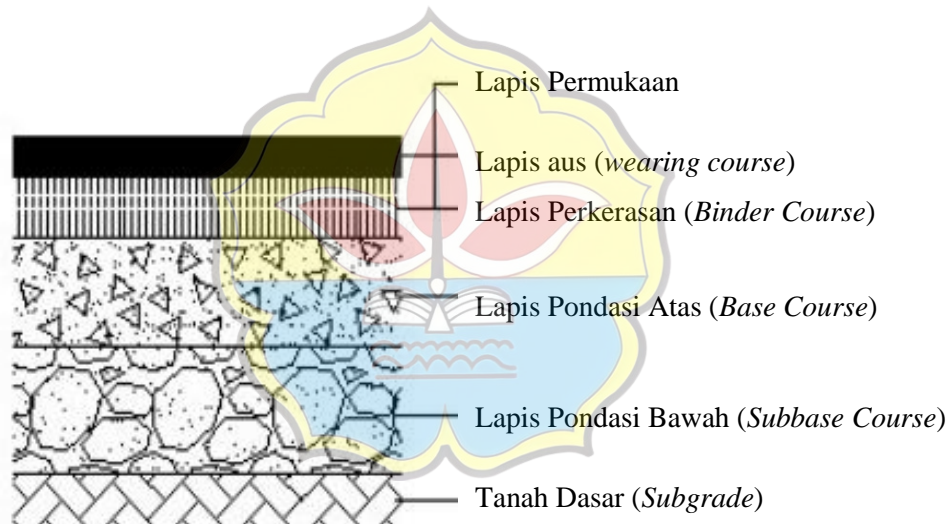 Lapis Permukaan
Lapis aus (wearing course)
Lapis Perkerasan (Binder Course)
Lapis Pondasi Atas (Base Course)
Lapis Pondasi Bawah (Subbase Course)
Tanah Dasar (Subgrade)